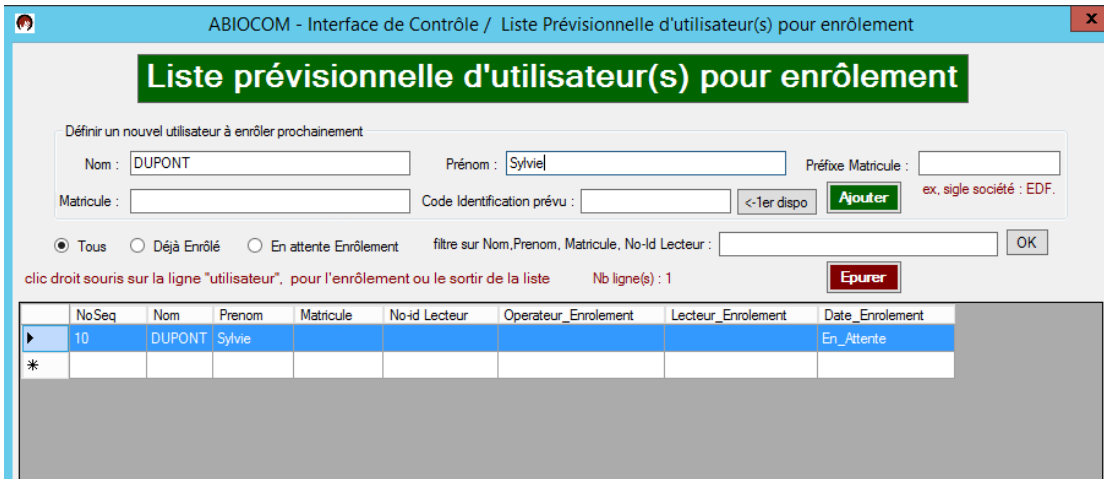 ABIOCOM - Interface de Contrôle / Liste Prévisionnelle d'utilisateur(s) pour enrôlement
x
Liste prévisionnelle d'utilisateur(s) pour enrôlement
Définir un nouvel utilisateur à enrôler prochainement
Nom : DUPONT Prénom : Sylvie Préfixe Matricule :
Matricule : Code Identification prévu : <-1er dispo Ajouter ex, sigle société : EDF.
Tous Déjà Enrôlé En attente Enrôlement filtre sur Nom,Prenom, Matricule, No-Id Lecteur : OK
clic droit souris sur la ligne "utilisateur", pour l'enrôlement ou le sortir de la liste Nb ligne(s) : 1 Epurer
NoSeq Nom Prenom Matricule No-id Lecteur Operateur_Enrolement Lecteur_Enrolement Date_Enrolement
10 DUPONT Sylvie En_Attente